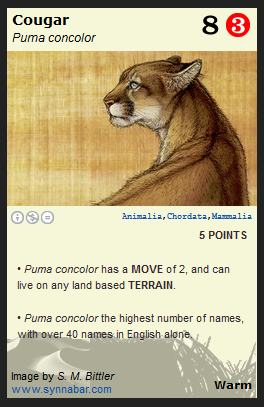 Cougar
8 3
Puma concolor
Animalia,Chordata,Mammalia
5 POINTS
• Puma concolor has a MOVE of 2, and can
live on any land based TERRAIN.
• Puma concolor the highest number of names,
with over 40 names in English alone.
Image by S. M. Bittler
www.synnabar.com
Warm